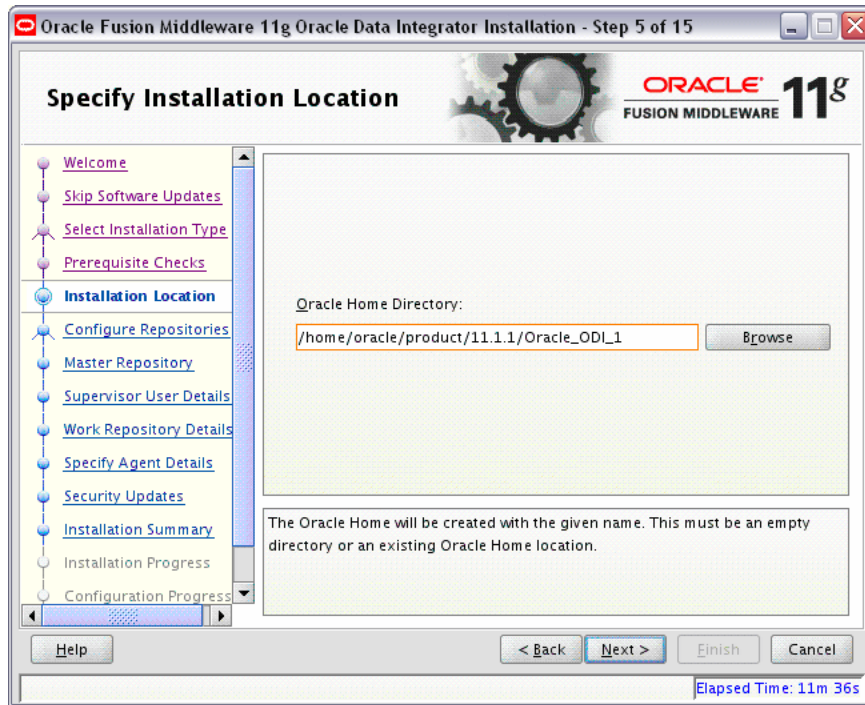 Oracle Fusion Middleware 11g Oracle Data Integrator Installation - Step 5 of 15
Specify Installation Location
ORACLE
FUSION MIDDLEWARE 11g
Welcome
Skip Software Updates
Select Installation Type
Prerequisite Checks
Installation Location
Configure Repositories
Master Repository
Supervisor User Details
Work Repository Details
Specify Agent Details
Security Updates
Installation Summary
Installation Progress
Configuration Progress
Oracle Home Directory:
/home/oracle/product/11.1.1/Oracle_ODI_1
Browse
The Oracle Home will be created with the given name. This must be an empty
directory or an existing Oracle Home location.
Help
< Back
Next >
Finish
Cancel
Elapsed Time: 11m 36s